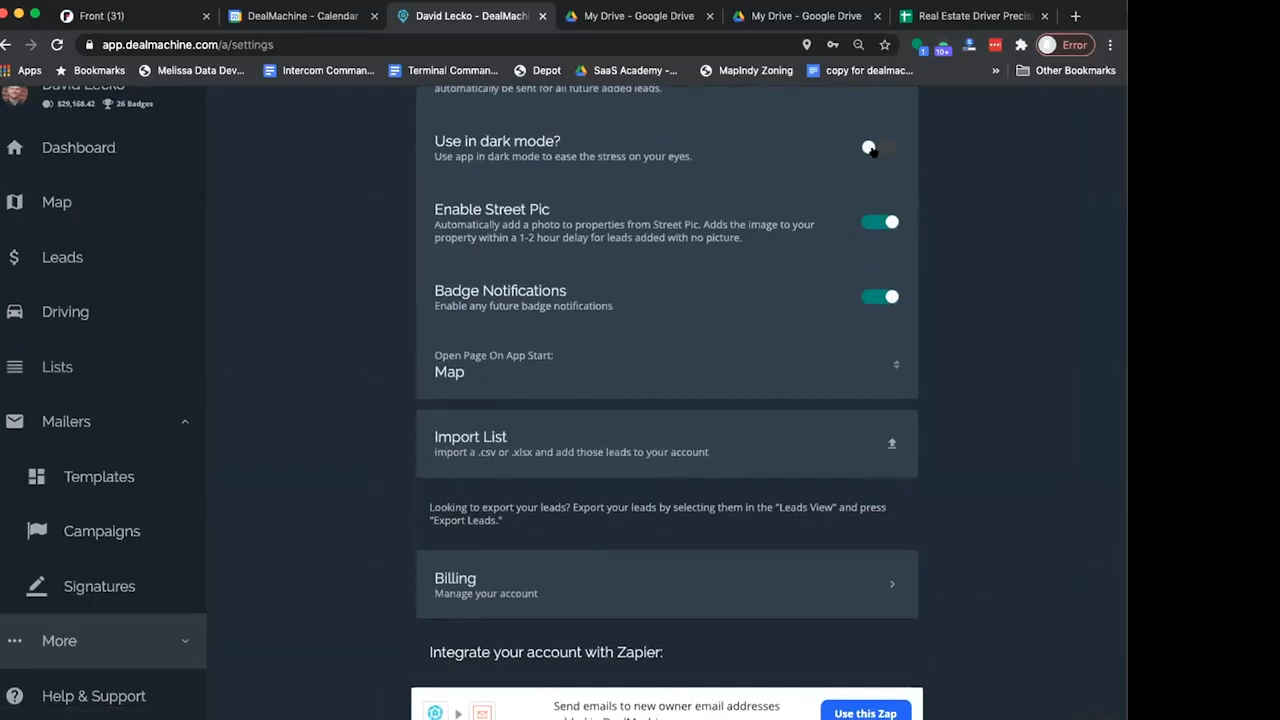 Front (31)
DealMachine - Calendar
David Lecko - DealMachi
My Drive - Google Drive
My Drive - Google Drive
Real Estate Driver Precis
app.dealmachine.com/a/settings
1
10+
Error
Apps
Bookmarks
Melissa Data Dev...
Intercom Comman...
Terminal Comman...
Depot
SaaS Academy -...
MapIndy Zoning
copy for dealmac...
»
Other Bookmarks
David Lecko
$29,168.42
26 Badges
Dashboard
Map
Leads
Driving
Lists
Mailers
Templates
Campaigns
Signatures
More
Help & Support
automatically be sent for all future added leads.
Use in dark mode?
Use app in dark mode to ease the stress on your eyes.
Enable Street Pic
Automatically add a photo to properties from Street Pic. Adds the image to your
property within a 1-2 hour delay for leads added with no picture.
Badge Notifications
Enable any future badge notifications
Open Page On App Start:
Map
Import List
import a .csv or .xlsx and add those leads to your account
Looking to export your leads? Export your leads by selecting them in the "Leads View" and press
"Export Leads."
Billing
Manage your account
Integrate your account with Zapier:
Send emails to new owner email addresses
Use this Zap